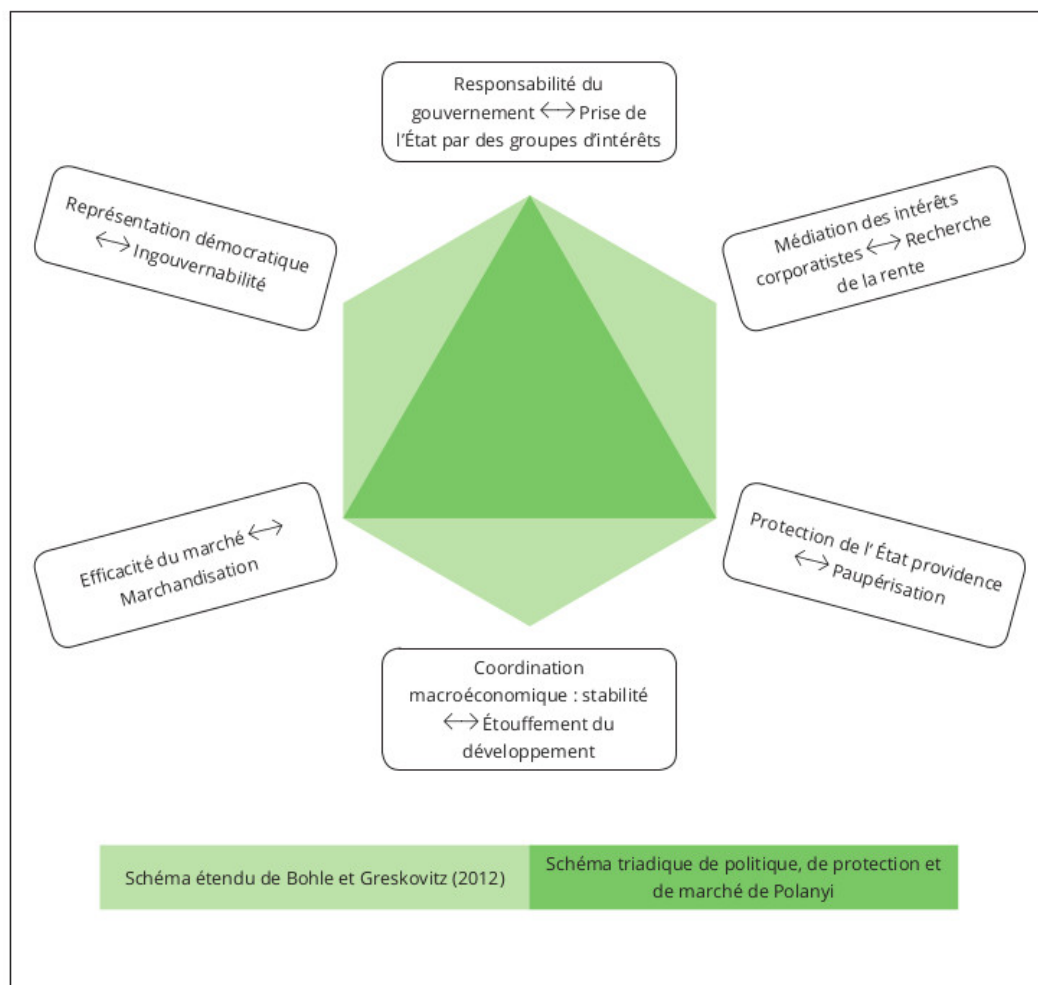 Responsabilité du
gouvernement ⟷ Prise de
l’État par des groupes d’intérêts
Représentation démocratique
⟷ Ingouvernabilité
Médiation des intérêts
corporatistes ⟷ Recherche
de la rente
Efficacité du marché ⟷
Marchandisation
Protection de l’ État providence
⟷ Paupérisation
Coordination
macroéconomique : stabilité
⟷ Étouffement du
développement
Schéma étendu de Bohle et Greskovitz (2012)
Schéma triadique de politique, de protection et
de marché de Polanyi